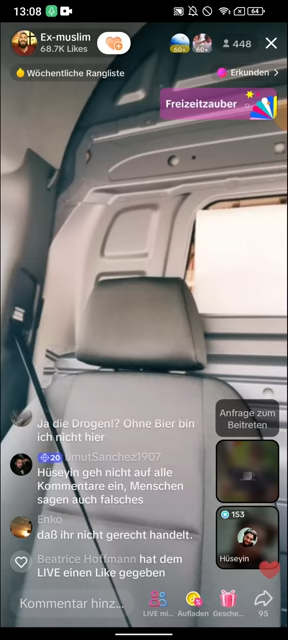 13:08
64
Ex-muslim
68.7K Likes
60+
60+
448
Wöchentliche Rangliste
Erkunden
Freizeitzauber
Ja die Drogen!? Ohne Bier bin
ich nicht hier
Anfrage zum
Beitreten
20
umutSanchez1907
Hüseyin geh nicht auf alle
Kommentare ein, Menschen
sagen auch falsches
153
Enko
daß ihr nicht gerecht handelt.
Hüseyin
Beatrice Hoffmann hat dem
LIVE einen Like gegeben
Kommentar hinz...
LIVE mi...
Aufladen
Gesche...
95